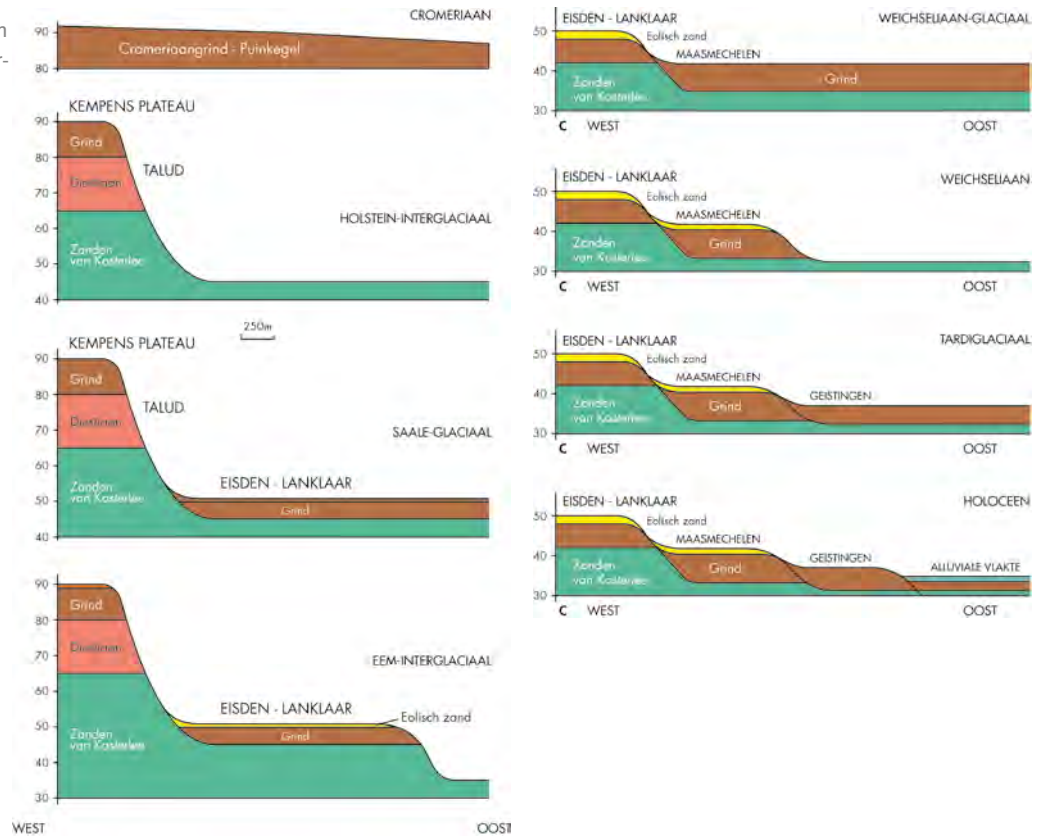 CROMERIAAN
90
Cromeriaangrind - Puinkegel
80
KEMPENS PLATEAU
90
Grind
80
TALUD
Diestiaan
70
HOLSTEIN-INTERGLACIAAL
60
Zanden
van Kasterlee
50
40
250m
KEMPENS PLATEAU
90
Grind
80
TALUD
Diestiaan
70
SAALE-GLACIAAL
60
EISDEN - LANKLAAR
Zanden
van Kasterlee
50
Grind
40
90
Grind
80
Diestiaan
70
EEM-INTERGLACIAAL
60
EISDEN - LANKLAAR
Eolisch zand
50
Grind
Zanden
van Kasterlee
40
30
WEST OOST
EISDEN - LANKLAAR WEICHSELIAAN-GLACIAAL
50
Eolisch zand
MAASMECHELEN
40
Grind
Zanden
van Kasterlee
30
C WEST OOST
EISDEN - LANKLAAR WEICHSELIAAN
50
Eolisch zand
MAASMECHELEN
40
Grind
Zanden
van Kasterlee
30
C WEST OOST
EISDEN - LANKLAAR TARDIGLACIAAL
50
Eolisch zand
MAASMECHELEN
GEISTINGEN
40
Grind
Zanden
van Kasterlee
30
C WEST OOST
EISDEN - LANKLAAR HOLOCEEN
50
Eolisch zand
MAASMECHELEN
GEISTINGEN
ALLUVIALE VLAKTE
40
Grind
Zanden
van Kasterlee
30
C WEST OOST